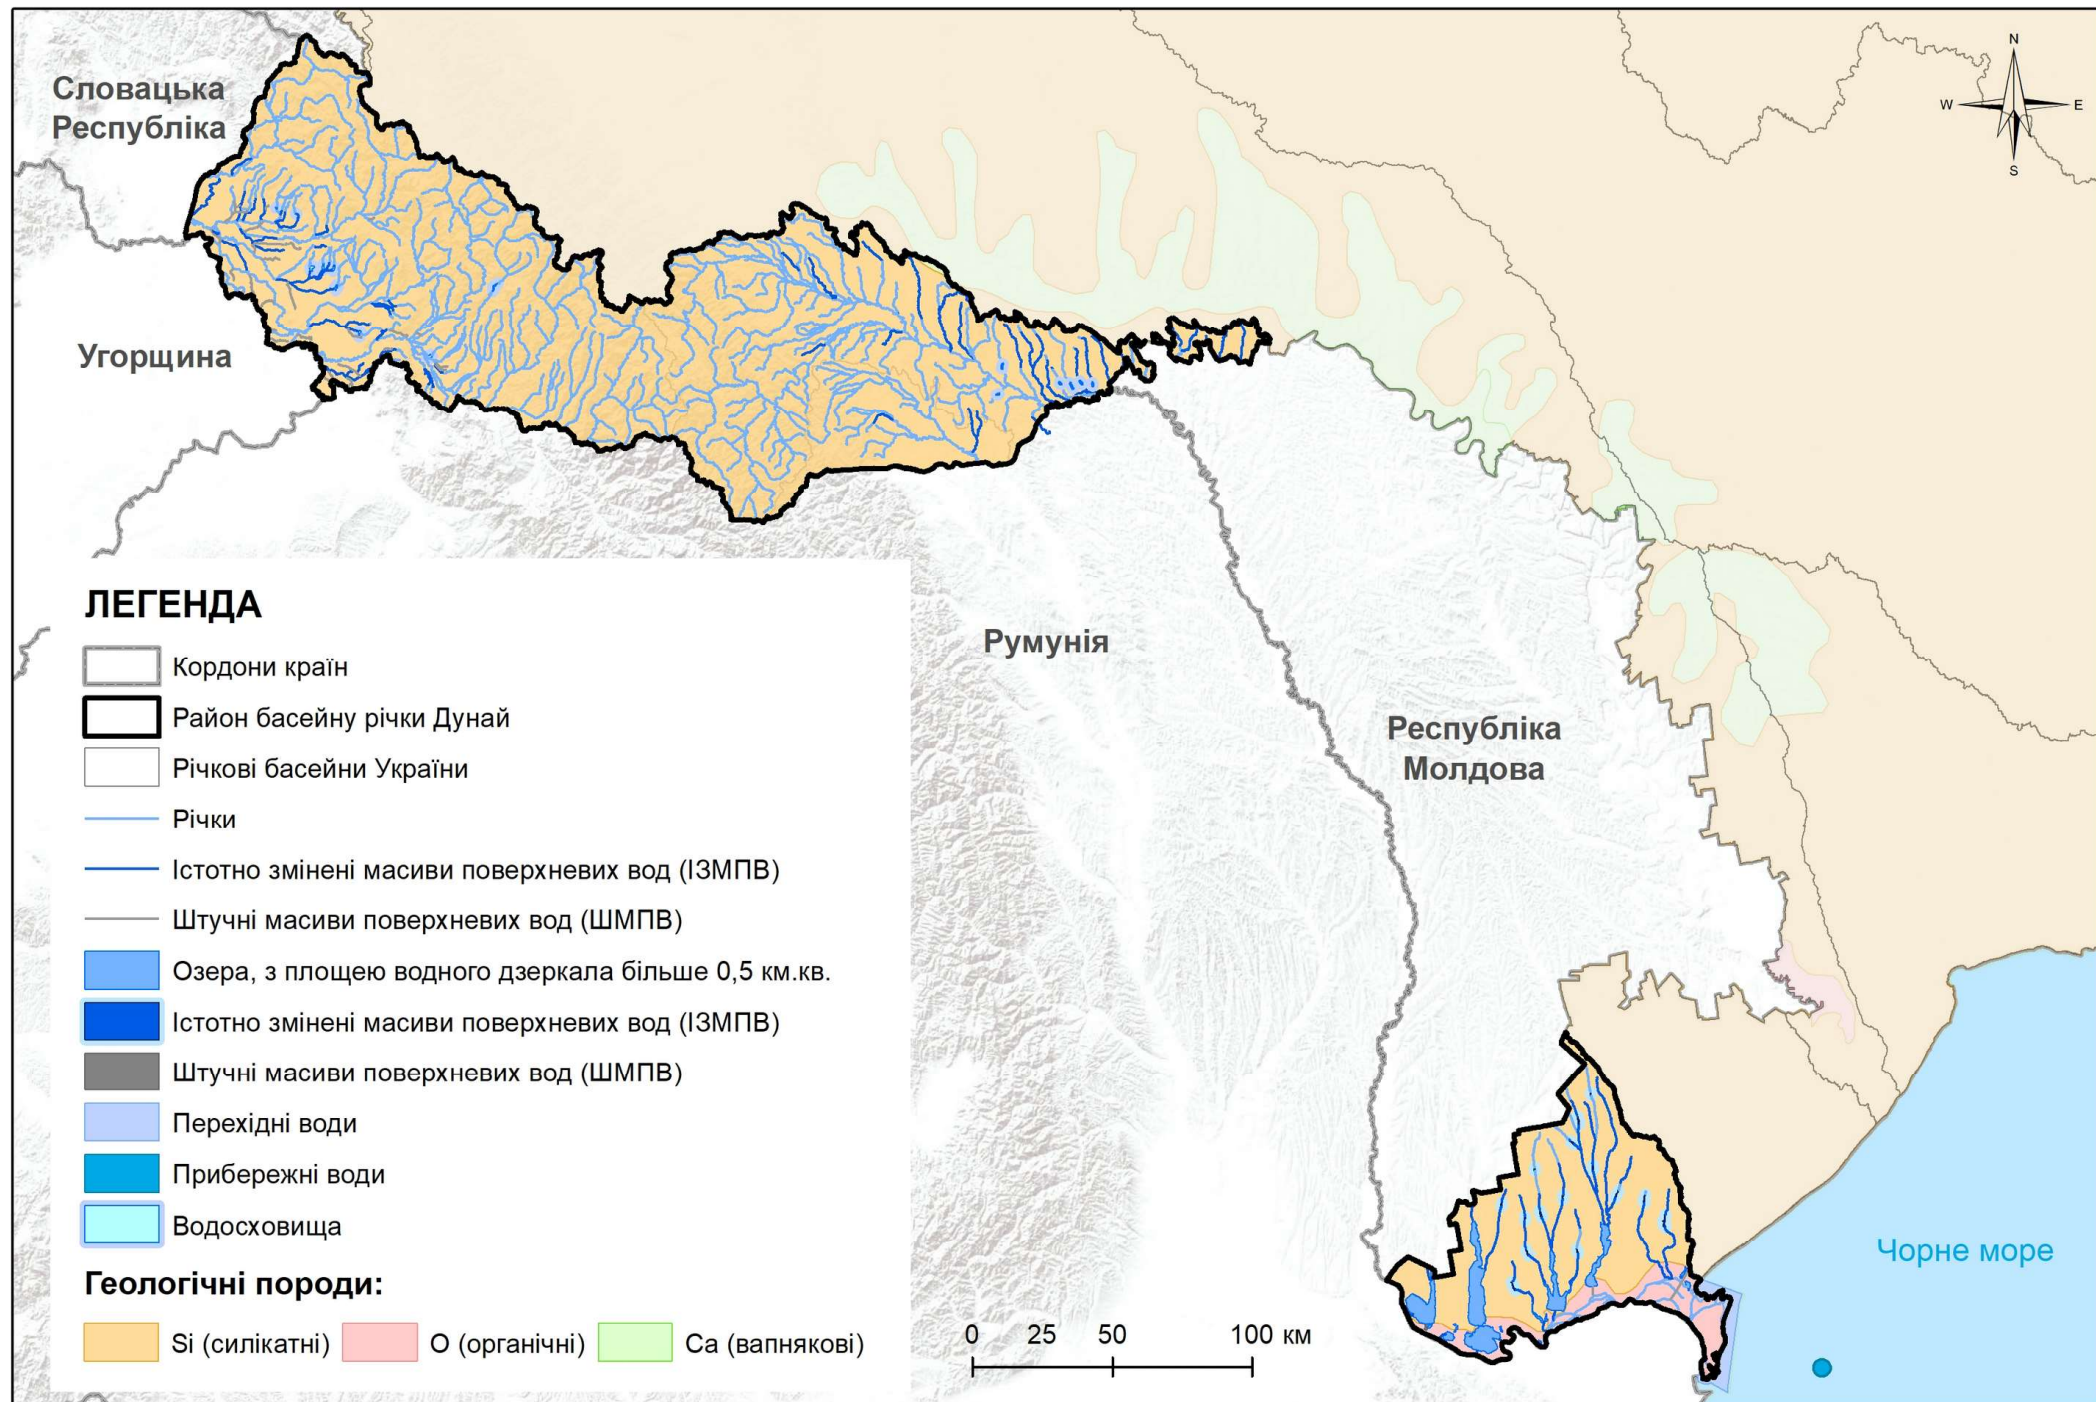 N
W
E
S
Словацька
Республіка
Угорщина
Румунія
Республіка
Молдова
Чорне море
ЛЕГЕНДА
Кордони країн
Район басейну річки Дунай
Річкові басейни України
Річки
Істотно змінені масиви поверхневих вод (ІЗМПВ)
Штучні масиви поверхневих вод (ШМПВ)
Озера, з площею водного дзеркала більше 0,5 км.кв.
Істотно змінені масиви поверхневих вод (ІЗМПВ)
Штучні масиви поверхневих вод (ШМПВ)
Перехідні води
Прибережні води
Водосховища
Геологічні породи:
Si (силікатні) О (органічні) Ca (вапнякові)
0 25 50 100 км